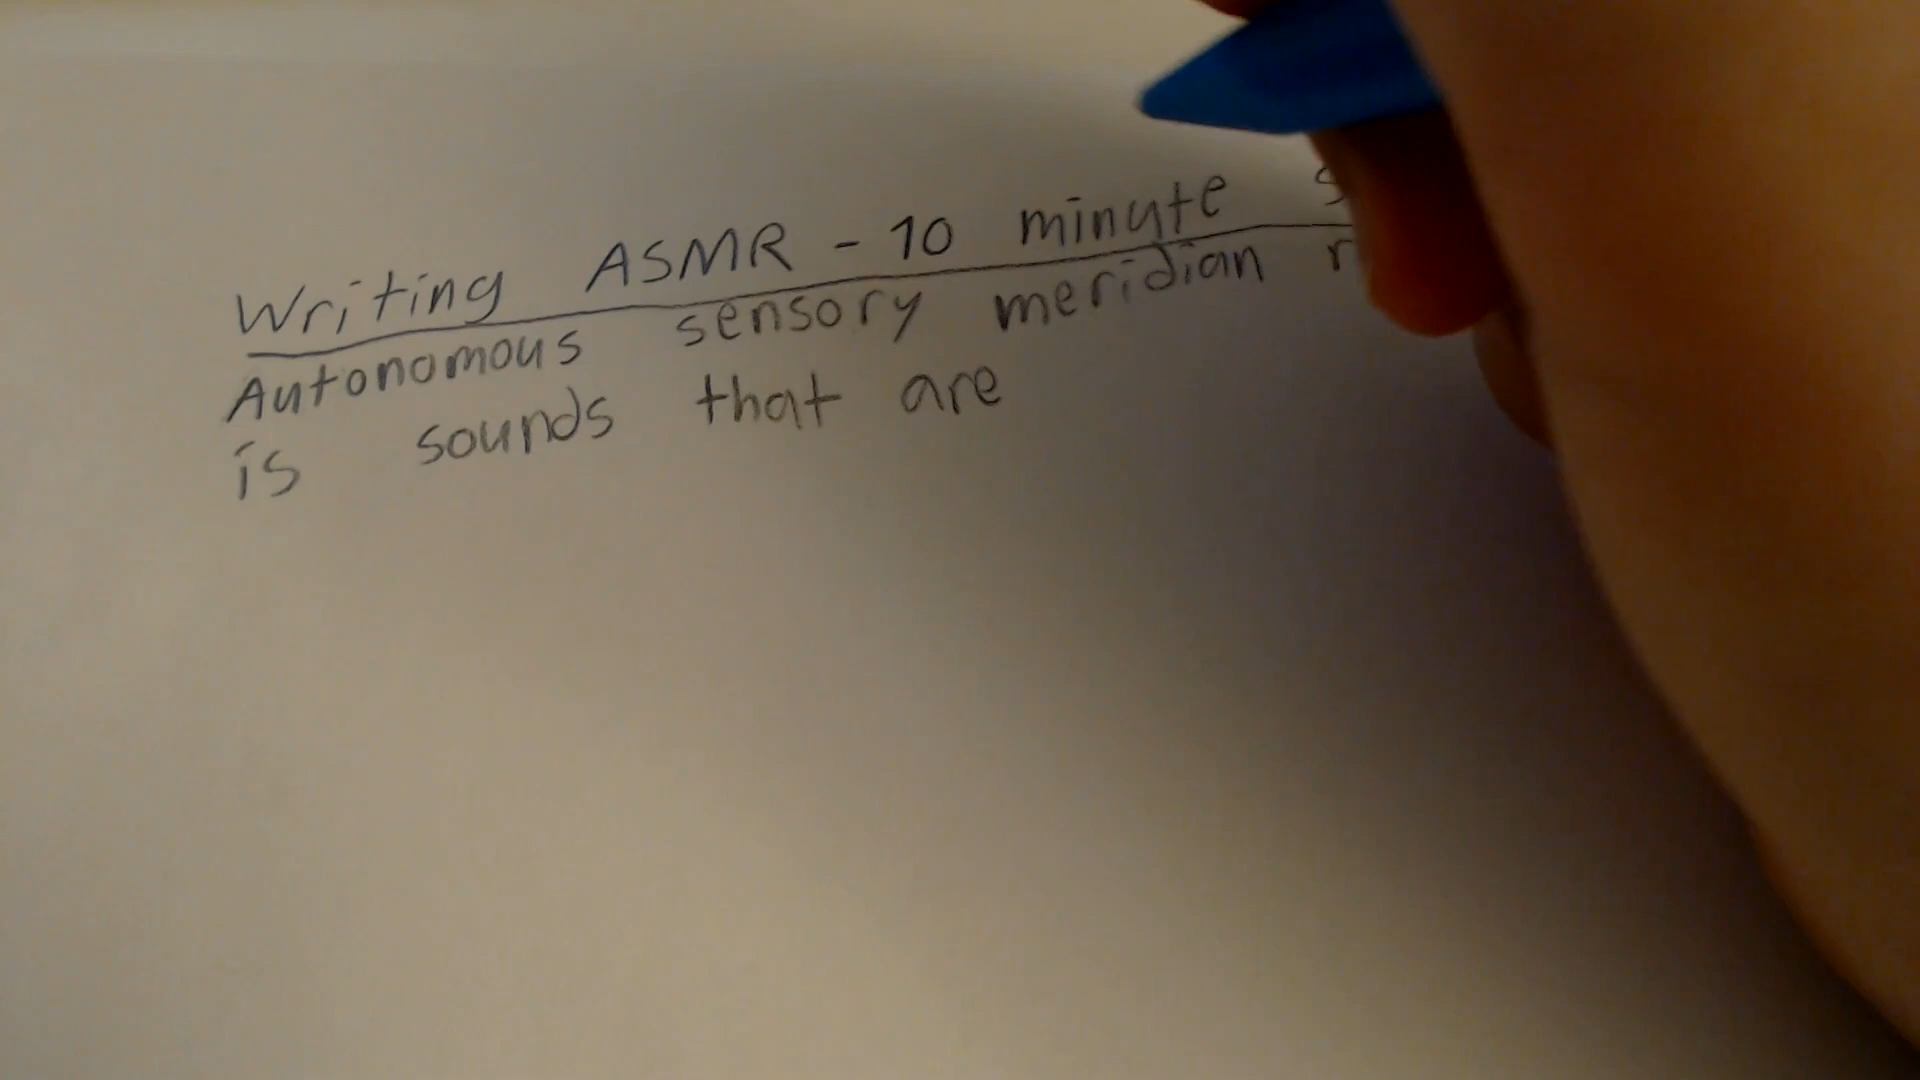 Writing ASMR - 10 minute
Autonomous sensory meridian
is sounds that are